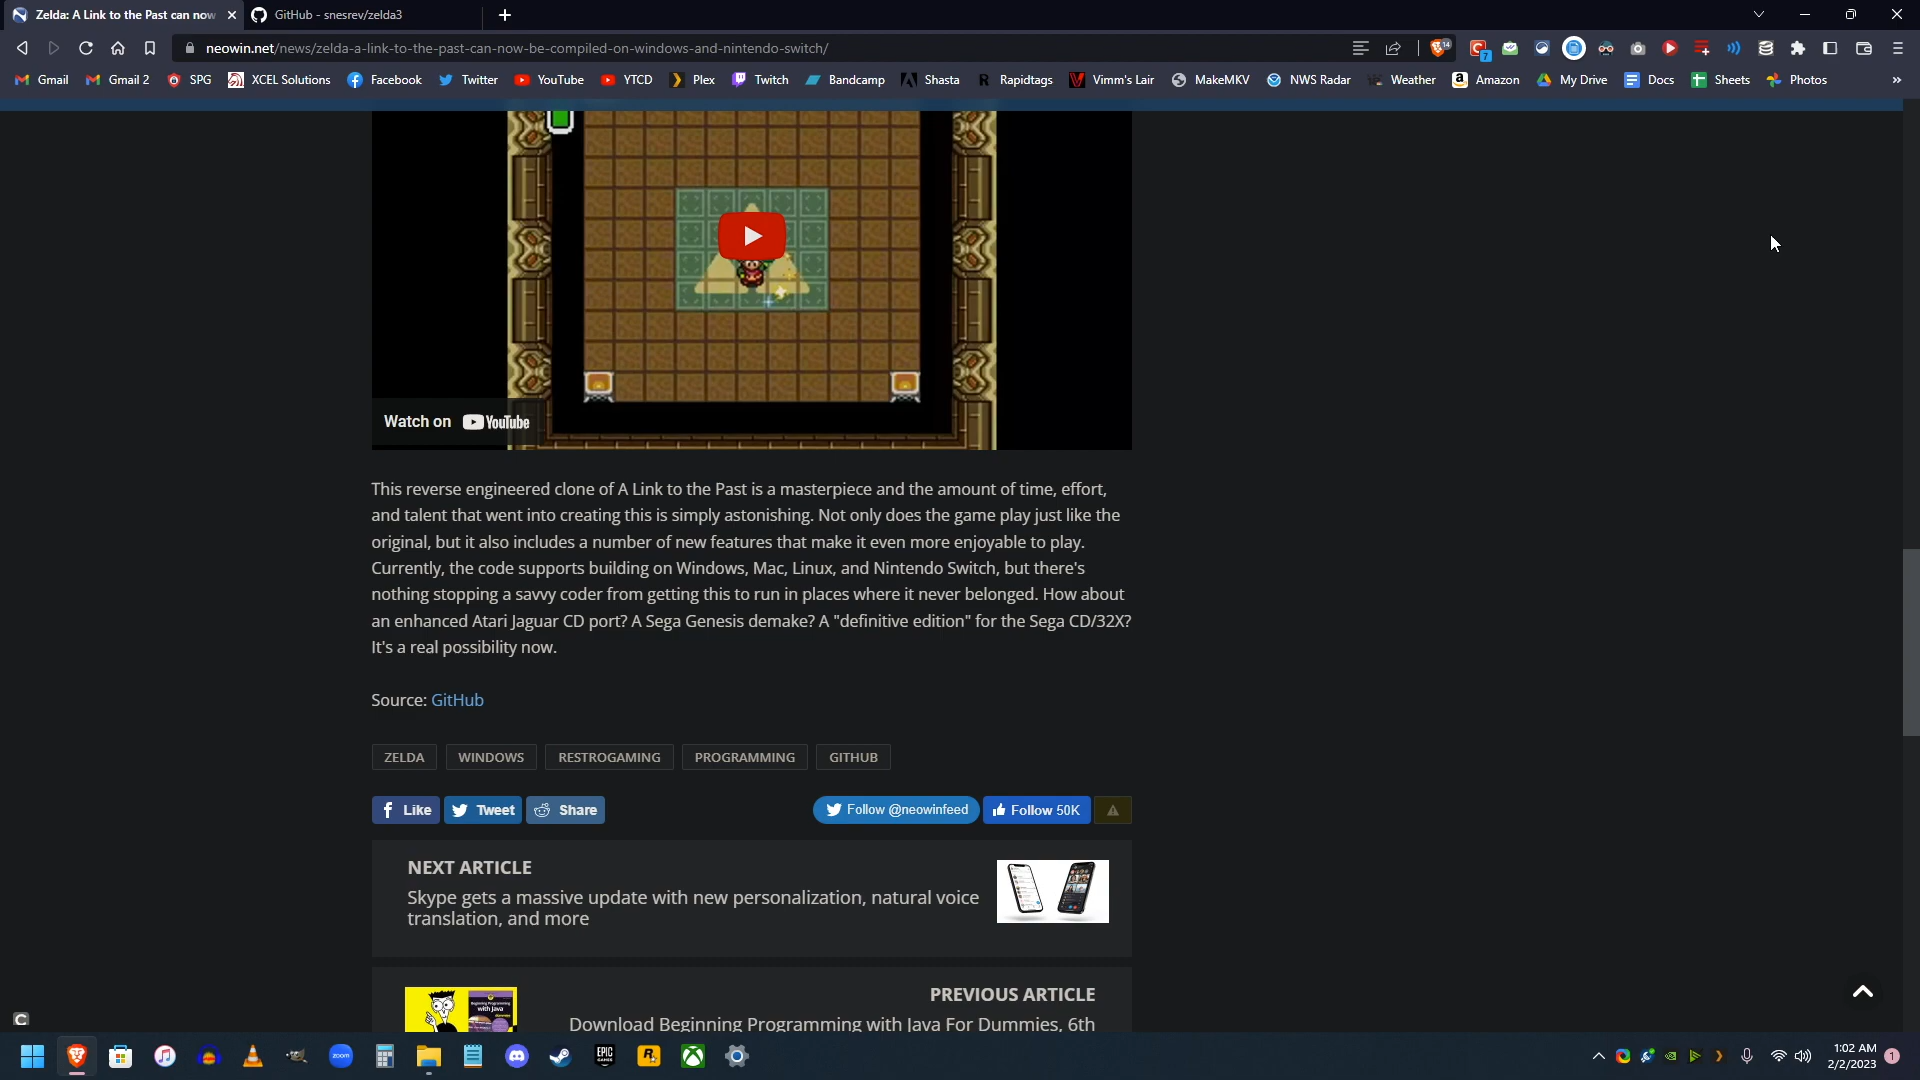 Zelda: A Link to the Past can now
GitHub - snesrev/zelda3
neowin.net/news/zelda-a-link-to-the-past-can-now-be-compiled-on-windows-and-nintendo-switch/
14
7
Gmail
Gmail 2
SPG
XCEL Solutions
Facebook
Twitter
YouTube
YTCD
Plex
Twitch
Bandcamp
Shasta
Rapidtags
Vimm's Lair
MakeMKV
NWS Radar
Weather
Amazon
My Drive
Docs
Sheets
Photos
Watch on YouTube
This reverse engineered clone of A Link to the Past is a masterpiece and the amount of time, effort,
and talent that went into creating this is simply astonishing. Not only does the game play just like the
original, but it also includes a number of new features that make it even more enjoyable to play.
Currently, the code supports building on Windows, Mac, Linux, and Nintendo Switch, but there's
nothing stopping a savvy coder from getting this to run in places where it never belonged. How about
an enhanced Atari Jaguar CD port? A Sega Genesis demake? A "definitive edition" for the Sega CD/32X?
It's a real possibility now.
Source: GitHub
ZELDA
WINDOWS
RESTROGAMING
PROGRAMMING
GITHUB
Like
Tweet
Share
Follow @neowinfeed
Follow 50K
NEXT ARTICLE
Skype gets a massive update with new personalization, natural voice
translation, and more
PREVIOUS ARTICLE
Download Beginning Programming with Java For Dummies, 6th
zoom
EPIC
GAMES
1:02 AM
2/2/2023
1